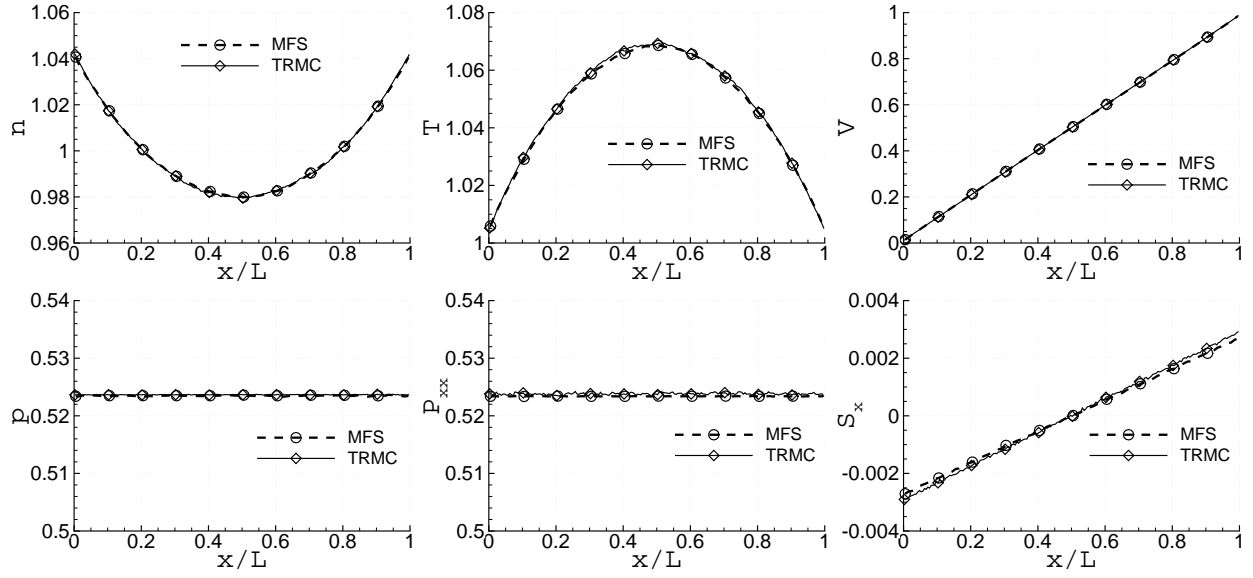 n
1.06
1.04
1.02
1
0.98
0.96
MFS
TRMC
0 0.2 0.4 0.6 0.8 1
x/L
T
1.08
1.06
1.04
1.02
1
MFS
TRMC
0 0.2 0.4 0.6 0.8 1
x/L
V
1
0.8
0.6
0.4
0.2
0
MFS
TRMC
0 0.2 0.4 0.6 0.8 1
x/L
p
0.54
0.53
0.52
0.51
0.5
MFS
TRMC
0 0.2 0.4 0.6 0.8 1
x/L
P_xx
0.54
0.53
0.52
0.51
0.5
MFS
TRMC
0 0.2 0.4 0.6 0.8 1
x/L
S_x
0.004
0.002
0
-0.002
-0.004
MFS
TRMC
0 0.2 0.4 0.6 0.8 1
x/L